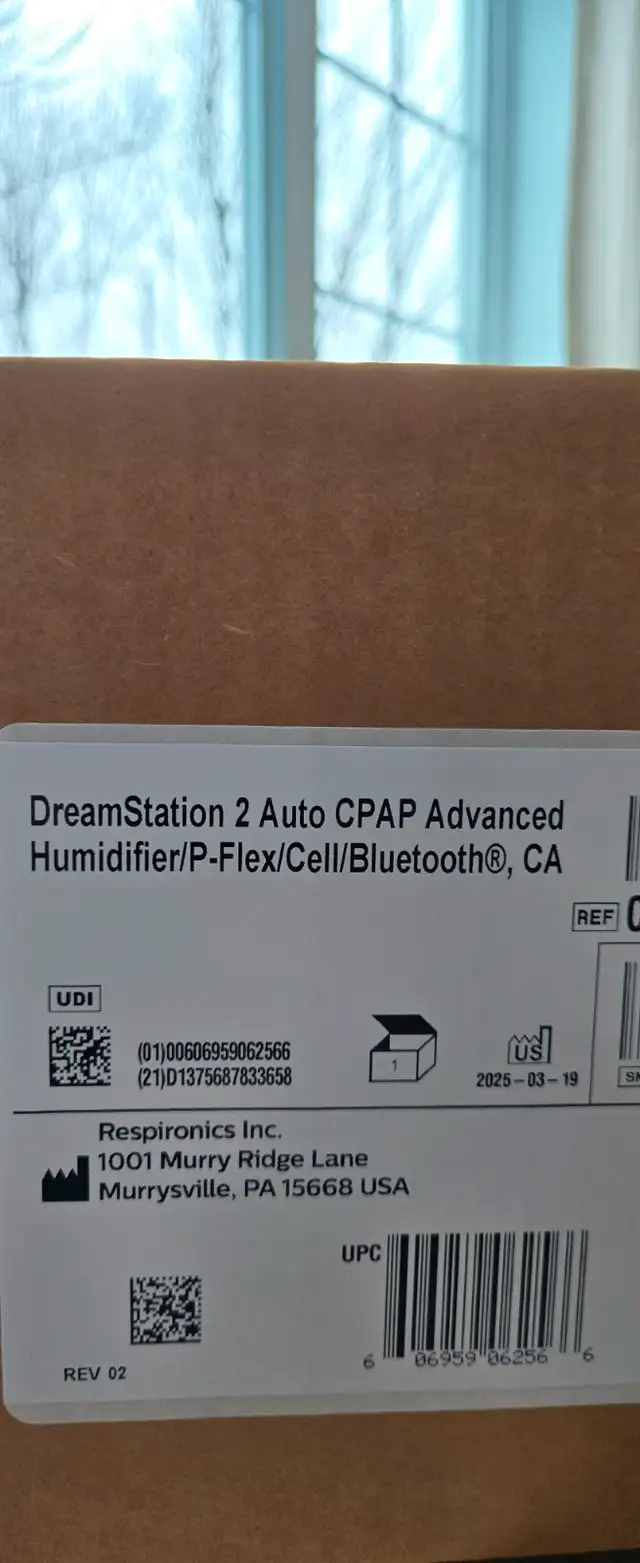 DreamStation 2 Auto CPAP Advanced
Humidifier/P-Flex/Cell/Bluetooth®, CA
REF
UDI
(01)00606959062566
(21)D1375687833658
1
US
2025-03-19
Respironics Inc.
1001 Murry Ridge Lane
Murrysville, PA 15668 USA
UPC
6 06959 06256 6
REV 02